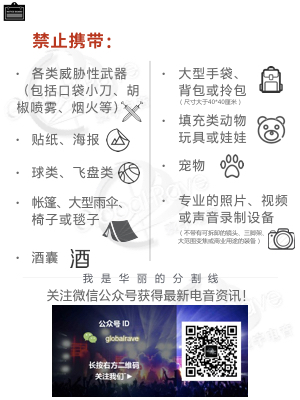 禁止携带：
· 各类威胁性武器
（包括口袋小刀、胡
椒喷雾、烟火等）
· 贴纸、海报
· 球类、飞盘类
· 帐篷、大型雨伞、
椅子或毯子
· 酒囊 酒
· 大型手袋、
背包或拎包
（尺寸大于40*40厘米）
· 填充类动物
玩具或娃娃
· 宠物
· 专业的照片、视频
或声音录制设备
（不带有可拆卸的镜头、三脚架、
大范围变焦或商业用途的装备）
我是华丽的分割线
关注微信公众号获得最新电音资讯！
公众号 ID
globalrave
长按右方二维码
关注我们 ▶